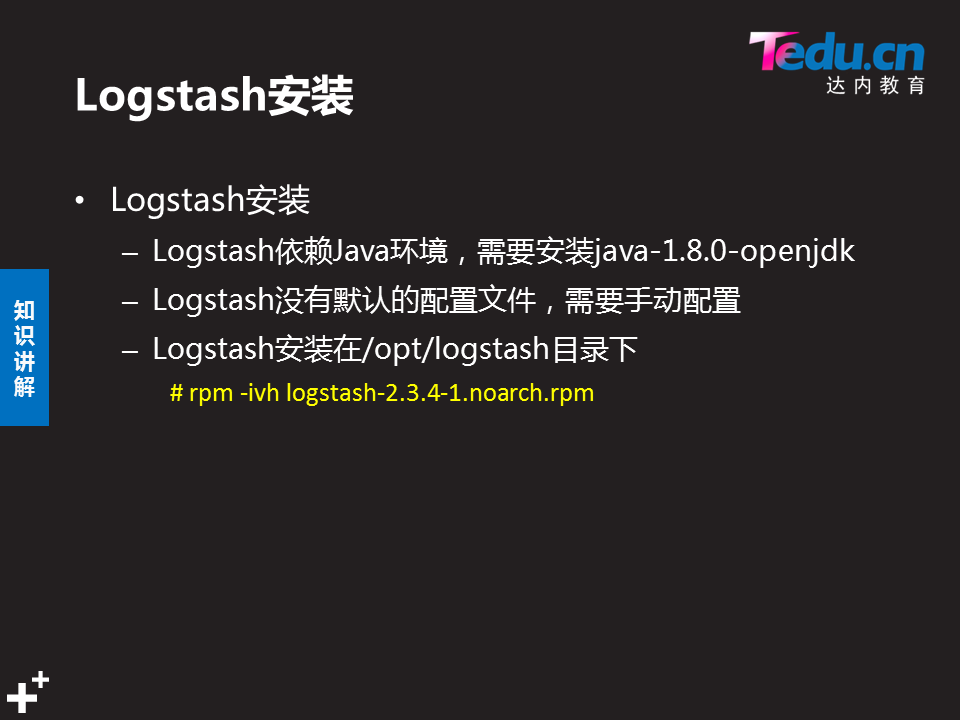 Tedu.cn
达内教育
Logstash安装
• Logstash安装
– Logstash依赖Java环境，需要安装java-1.8.0-openjdk
– Logstash没有默认的配置文件，需要手动配置
– Logstash安装在/opt/logstash目录下
# rpm -ivh logstash-2.3.4-1.noarch.rpm
知识讲解